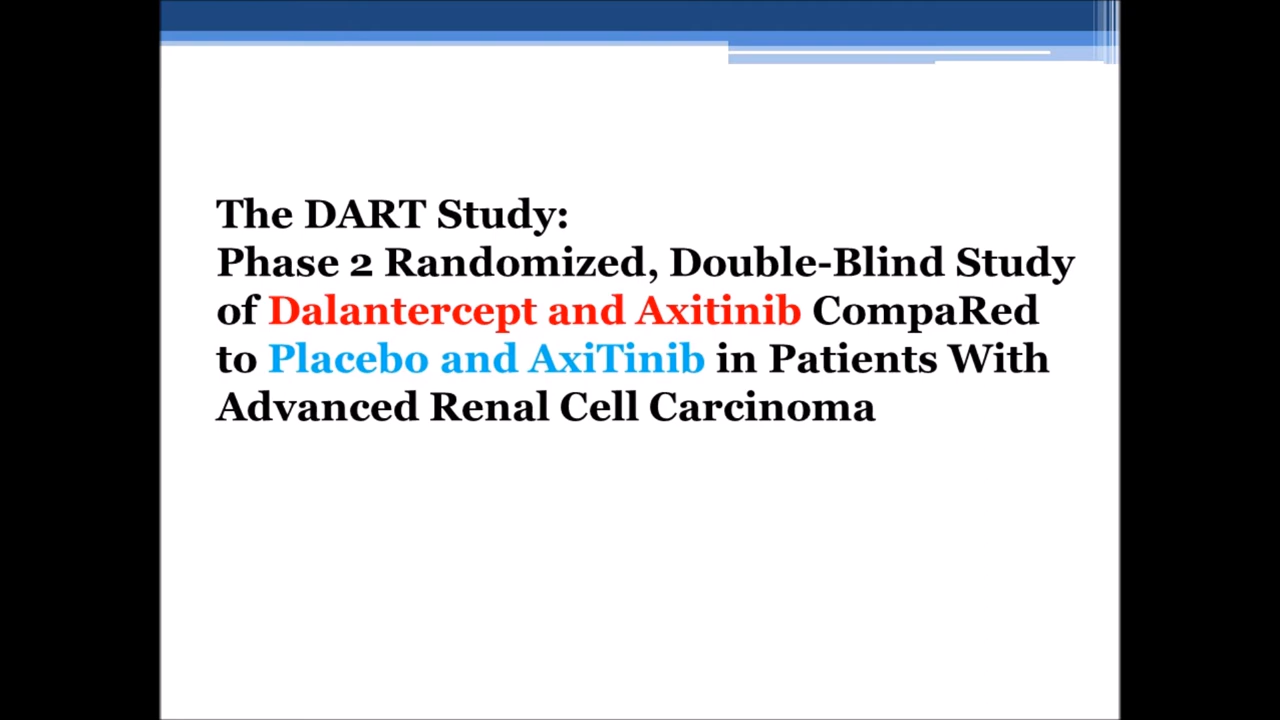 The DART Study:
Phase 2 Randomized, Double-Blind Study
of Dalantercept and Axitinib CompaRed
to Placebo and AxiTinib in Patients With
Advanced Renal Cell Carcinoma